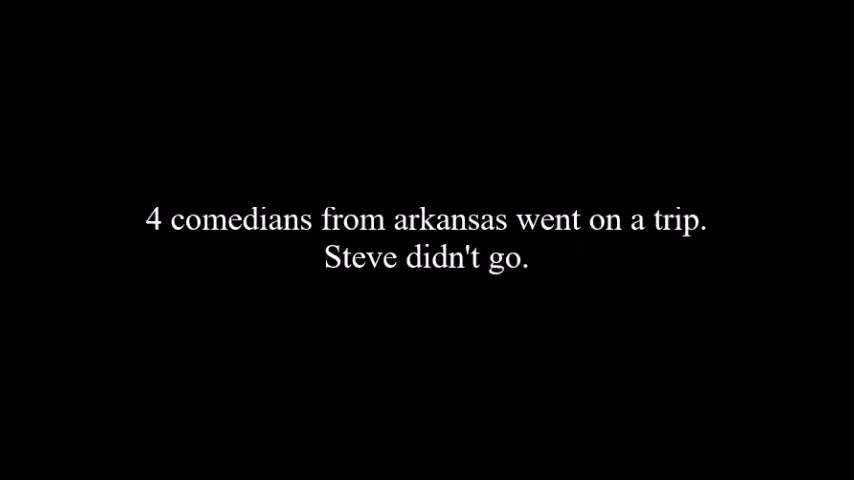 4 comedians from arkansas went on a trip.
Steve didn't go.